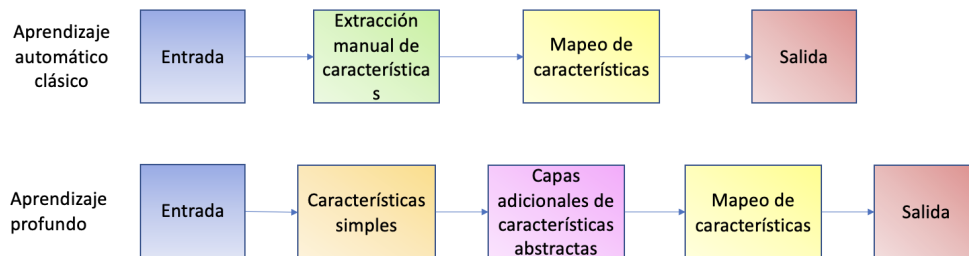 Aprendizaje
automático
clásico
Entrada
Extracción
manual de
característica
s
Mapeo de
características
Salida
Aprendizaje
profundo
Entrada
Características
simples
Capas
adicionales de
características
abstractas
Mapeo de
características
Salida